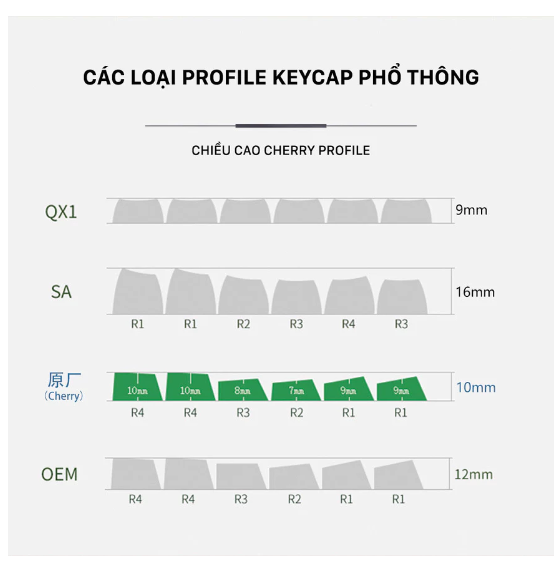 CÁC LOẠI PROFILE KEYCAP PHỔ THÔNG
CHIỀU CAO CHERRY PROFILE
QX1 9mm
SA 16mm
R1 R1 R2 R3 R4 R3
原厂 10mm 10mm 8mm 7mm 9mm 9mm 10mm
(Cherry)
R4 R4 R3 R2 R1 R1
OEM 12mm
R4 R4 R3 R2 R1 R1